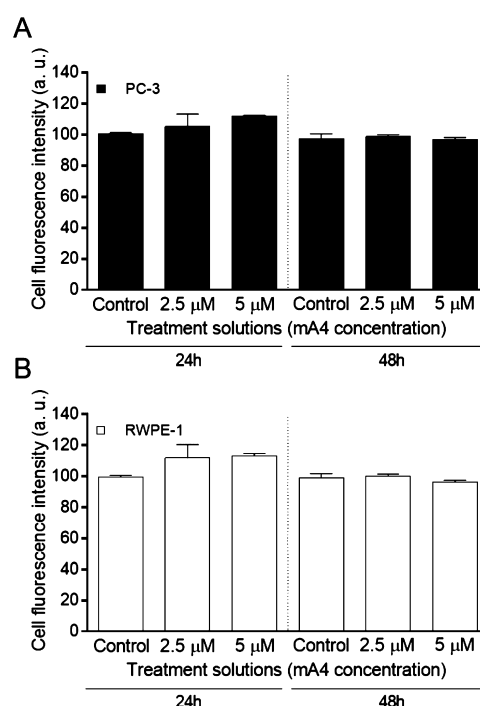 A
Cell fluorescence intensity (a. u.)
140
120
100
80
60
40
20
0
PC-3
Control 2.5 µM 5 µM Control 2.5 µM 5 µM
Treatment solutions (mA4 concentration)
24h 48h
B
Cell fluorescence intensity (a. u.)
140
120
100
80
60
40
20
0
RWPE-1
Control 2.5 µM 5 µM Control 2.5 µM 5 µM
Treatment solutions (mA4 concentration)
24h 48h